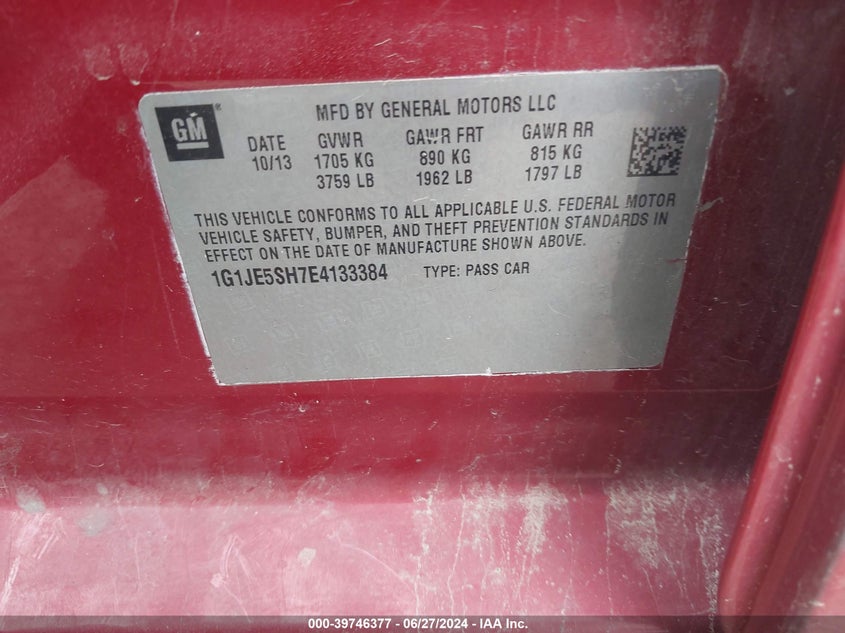 GM®
MFD BY GENERAL MOTORS LLC
DATE GVWR GAWR FRT GAWR RR
10/13 1705 KG 890 KG 815 KG
3759 LB 1962 LB 1797 LB
THIS VEHICLE CONFORMS TO ALL APPLICABLE U.S. FEDERAL MOTOR
VEHICLE SAFETY, BUMPER, AND THEFT PREVENTION STANDARDS IN
EFFECT ON THE DATE OF MANUFACTURE SHOWN ABOVE.
1G1JE5SH7E4133384 TYPE: PASS CAR
000-39746377 - 06/27/2024 - IAA Inc.